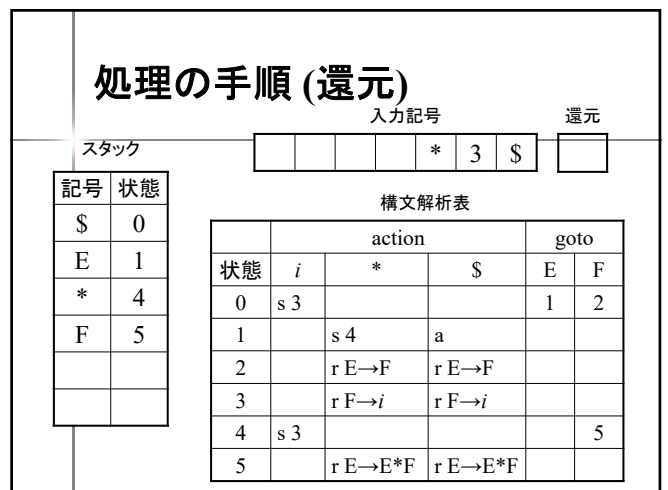 処理の手順 (還元)
入力記号 還元
* 3 $
スタック
記号 状態
$ 0
E 1
* 4
F 5
構文解析表
action goto
状態 i * $ E F
0 s 3 1 2
1 s 4 a
2 r E→F r E→F
3 r F→i r F→i
4 s 3 5
5 r E→E*F r E→E*F